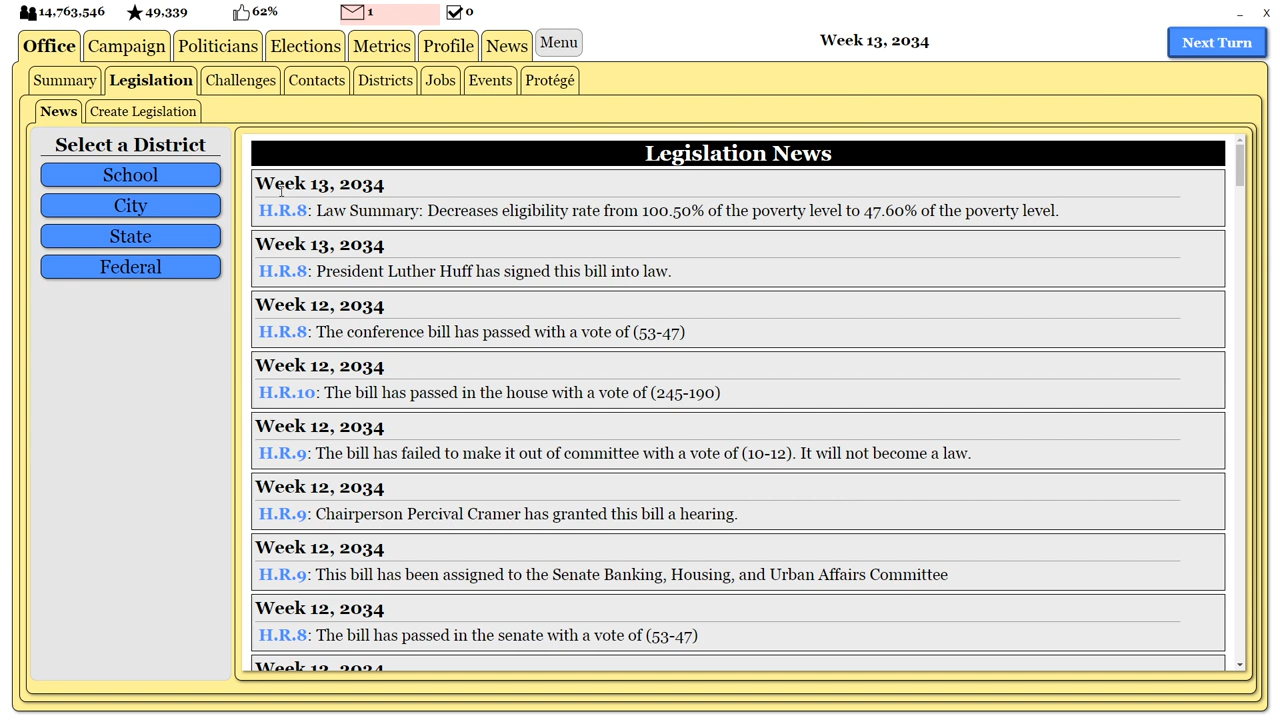 14,763,546 49,339 62% 1 0
_ X
Office Campaign Politicians Elections Metrics Profile News Menu
Week 13, 2034
Next Turn
Summary Legislation Challenges Contacts Districts Jobs Events Protégé
News Create Legislation
Select a District
School
City
State
Federal
Legislation News
Week 13, 2034
H.R.8: Law Summary: Decreases eligibility rate from 100.50% of the poverty level to 47.60% of the poverty level.
Week 13, 2034
H.R.8: President Luther Huff has signed this bill into law.
Week 12, 2034
H.R.8: The conference bill has passed with a vote of (53-47)
Week 12, 2034
H.R.10: The bill has passed in the house with a vote of (245-190)
Week 12, 2034
H.R.9: The bill has failed to make it out of committee with a vote of (10-12). It will not become a law.
Week 12, 2034
H.R.9: Chairperson Percival Cramer has granted this bill a hearing.
Week 12, 2034
H.R.9: This bill has been assigned to the Senate Banking, Housing, and Urban Affairs Committee
Week 12, 2034
H.R.8: The bill has passed in the senate with a vote of (53-47)
Week 12, 2034